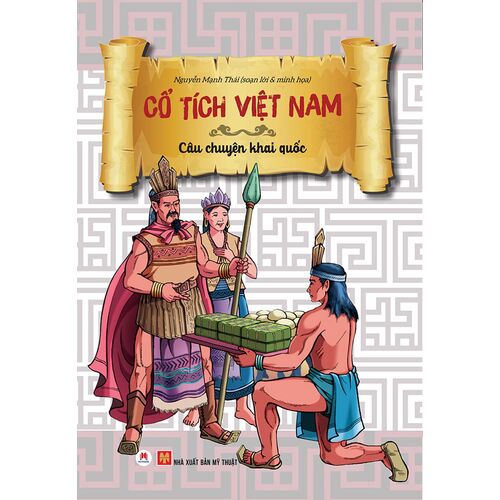 Nguyễn Mạnh Thái (soạn lời & minh họa)
CỔ TÍCH VIỆT NAM
Câu chuyện khai quốc
NHÀ XUẤT BẢN MỸ THUẬT